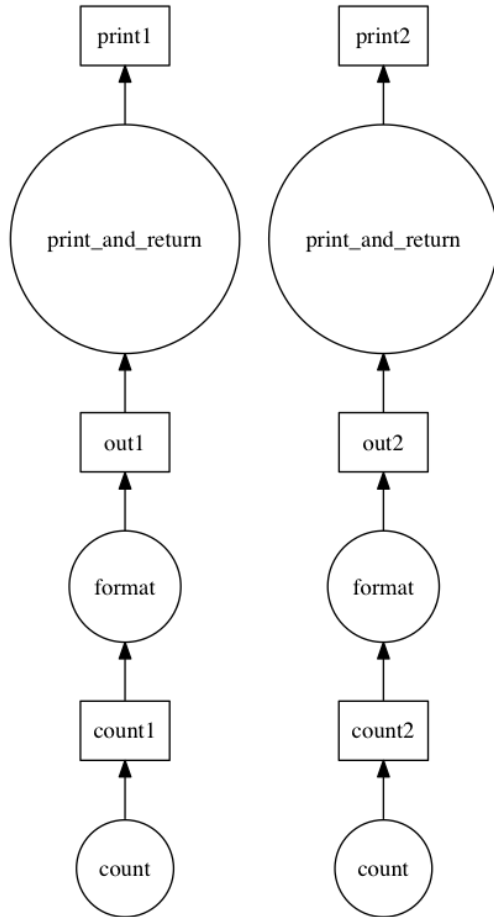 print1
print2
print_and_return
print_and_return
out1
out2
format
format
count1
count2
count
count